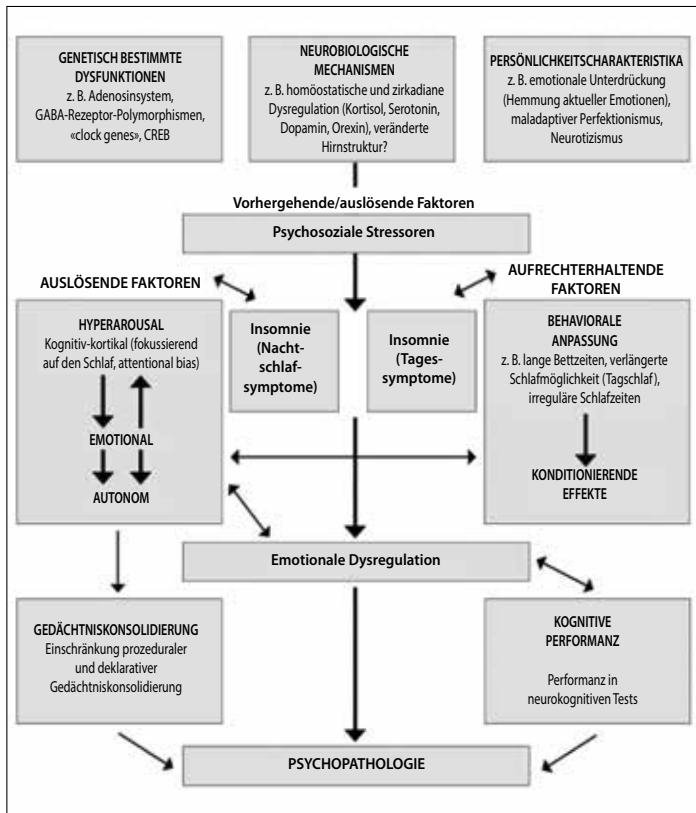 GENETISCH BESTIMMTE
DYSFUNKTIONEN
z. B. Adenosinsystem,
GABA-Rezeptor-Polymorphismen,
«clock genes», CREB
NEUROBIOLOGISCHE
MECHANISMEN
z. B. homöostatische und zirkadiane
Dysregulation (Kortisol, Serotonin,
Dopamin, Orexin), veränderte
Hirnstruktur?
PERSÖNLICHKEITSCHARAKTERISTIKA
z. B. emotionale Unterdrückung
(Hemmung aktueller Emotionen),
maladaptiver Perfektionismus,
Neurotizismus
Vorhergehende/auslösende Faktoren
Psychosoziale Stressoren
AUSLÖSENDE FAKTOREN
HYPERAROUSAL
Kognitiv-kortikal (fokussierend
auf den Schlaf, attentional bias)
EMOTIONAL
AUTONOM
Insomnie
(Nacht-
schlaf-
symptome)
Insomnie
(Tages-
symptome)
AUFRECHTERHALTENDE
FAKTOREN
BEHAVIORALE
ANPASSUNG
z. B. lange Bettzeiten, verlängerte
Schlafmöglichkeit (Tagschlaf),
irreguläre Schlafzeiten
KONDITIONIERENDE
EFFEKTE
Emotionale Dysregulation
GEDÄCHTNISKONSOLIDIERUNG
Einschränkung prozeduraler
und deklarativer
Gedächtniskonsolidierung
KOGNITIVE
PERFORMANZ
Performanz in
neurokognitiven Tests
PSYCHOPATHOLOGIE